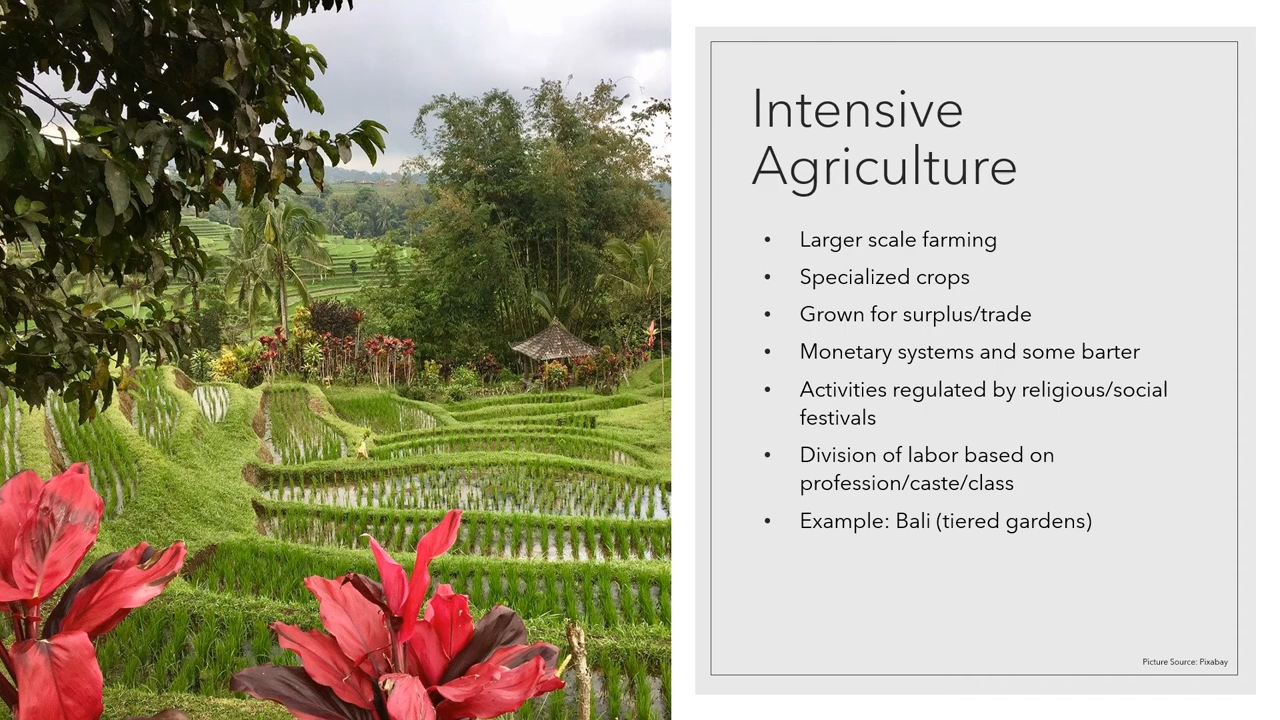 Intensive
Agriculture
• Larger scale farming
• Specialized crops
• Grown for surplus/trade
• Monetary systems and some barter
• Activities regulated by religious/social
festivals
• Division of labor based on
profession/caste/class
• Example: Bali (tiered gardens)
Picture Source: Pixabay